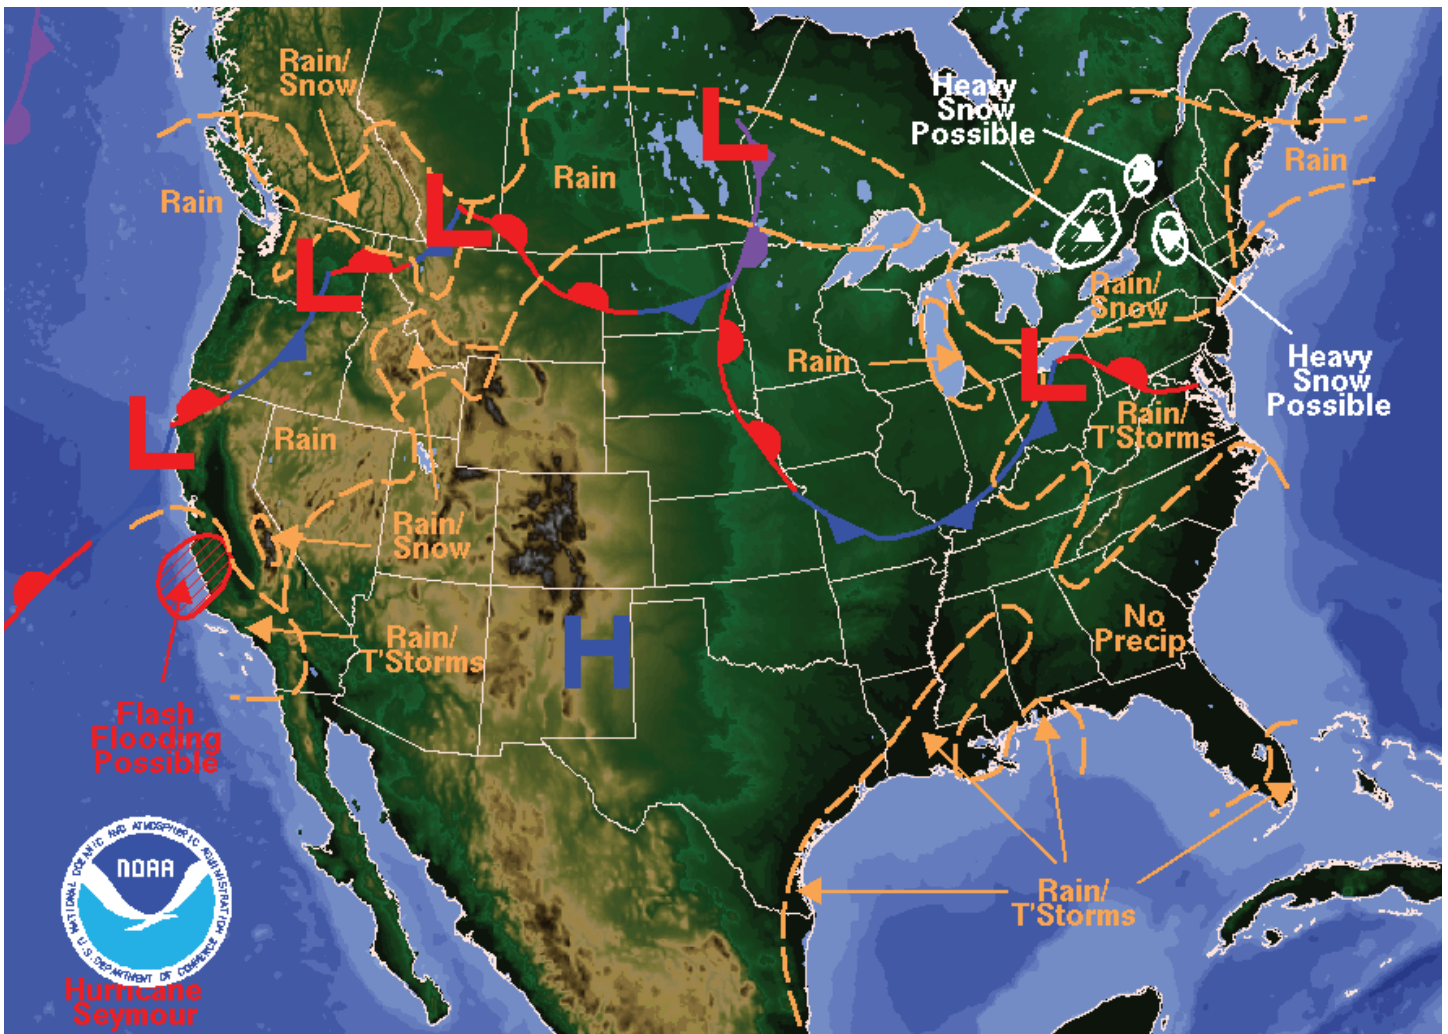 Rain/
Snow
Heavy
Snow
Possible
L
Rain
Rain
Rain
L
L
Rain/
Snow
L
Rain
Heavy
Snow
Possible
L
Rain/
T'Storms
Rain
Rain/
Snow
No
Precip
H
Rain/
T'Storms
Flash
Flooding
Possible
NATIONAL OCEANIC AND ATMOSPHERIC ADMINISTRATION
NOAA
U.S. DEPARTMENT OF COMMERCE
Rain/
T'Storms
Hurricane
Seymour